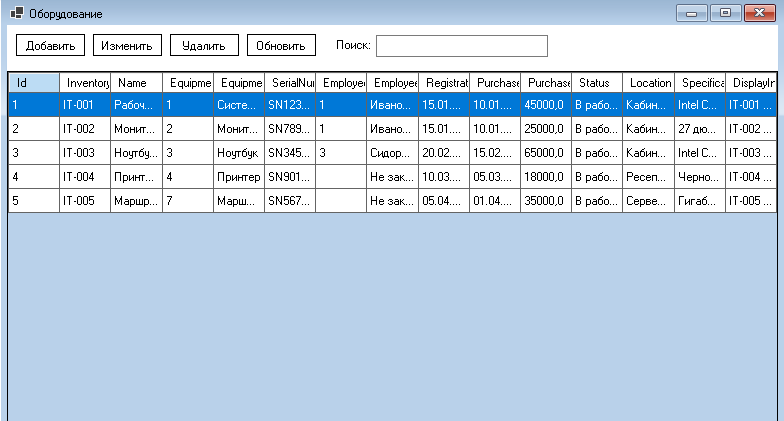 Оборудование
Добавить Изменить Удалить Обновить Поиск:
Id Inventory Name Equipme Equipme SerialNu Employe Employee Registrat Purchase Purchase Status Location Specifica DisplayIn
1 IT-001 Рабоч... 1 Систе... SN123... 1 Ивано... 15.01.... 10.01.... 45000,0 В рабо... Кабин... Intel C... IT-001 ...
2 IT-002 Монит... 2 Монит... SN789... 1 Ивано... 15.01.... 10.01.... 25000,0 В рабо... Кабин... 27 дю... IT-002 ...
3 IT-003 Ноутбу... 3 Ноутбук SN345... 3 Сидор... 20.02.... 15.02.... 65000,0 В рабо... Кабин... Intel C... IT-003 ...
4 IT-004 Принт... 4 Принтер SN901... Не зак... 10.03.... 05.03.... 18000,0 В рабо... Ресеп... Черно... IT-004 ...
5 IT-005 Маршр... 7 Марш... SN567... Не зак... 05.04.... 01.04.... 35000,0 В рабо... Серве... Гигаб... IT-005 ...